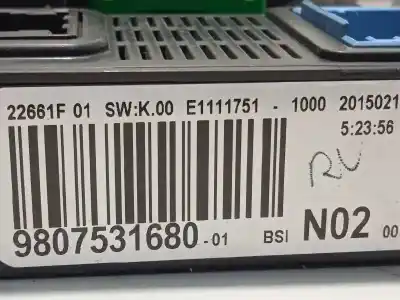 22661F 01 SW:K.00 E1111751 - 1000 2015021
5:23:56
RV
9807531680-01 BSI N02 00